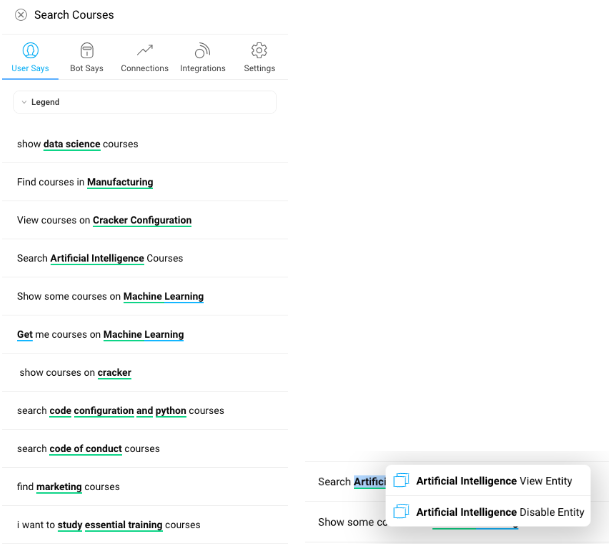 Search Courses
User Says
Bot Says
Connections
Integrations
Settings
Legend
show data science courses
Find courses in Manufacturing
View courses on Cracker Configuration
Search Artificial Intelligence Courses
Show some courses on Machine Learning
Get me courses on Machine Learning
show courses on cracker
search code configuration and python courses
search code of conduct courses
find marketing courses
i want to study essential training courses
Search Artifici
Artificial Intelligence View Entity
Artificial Intelligence Disable Entity
Show some co